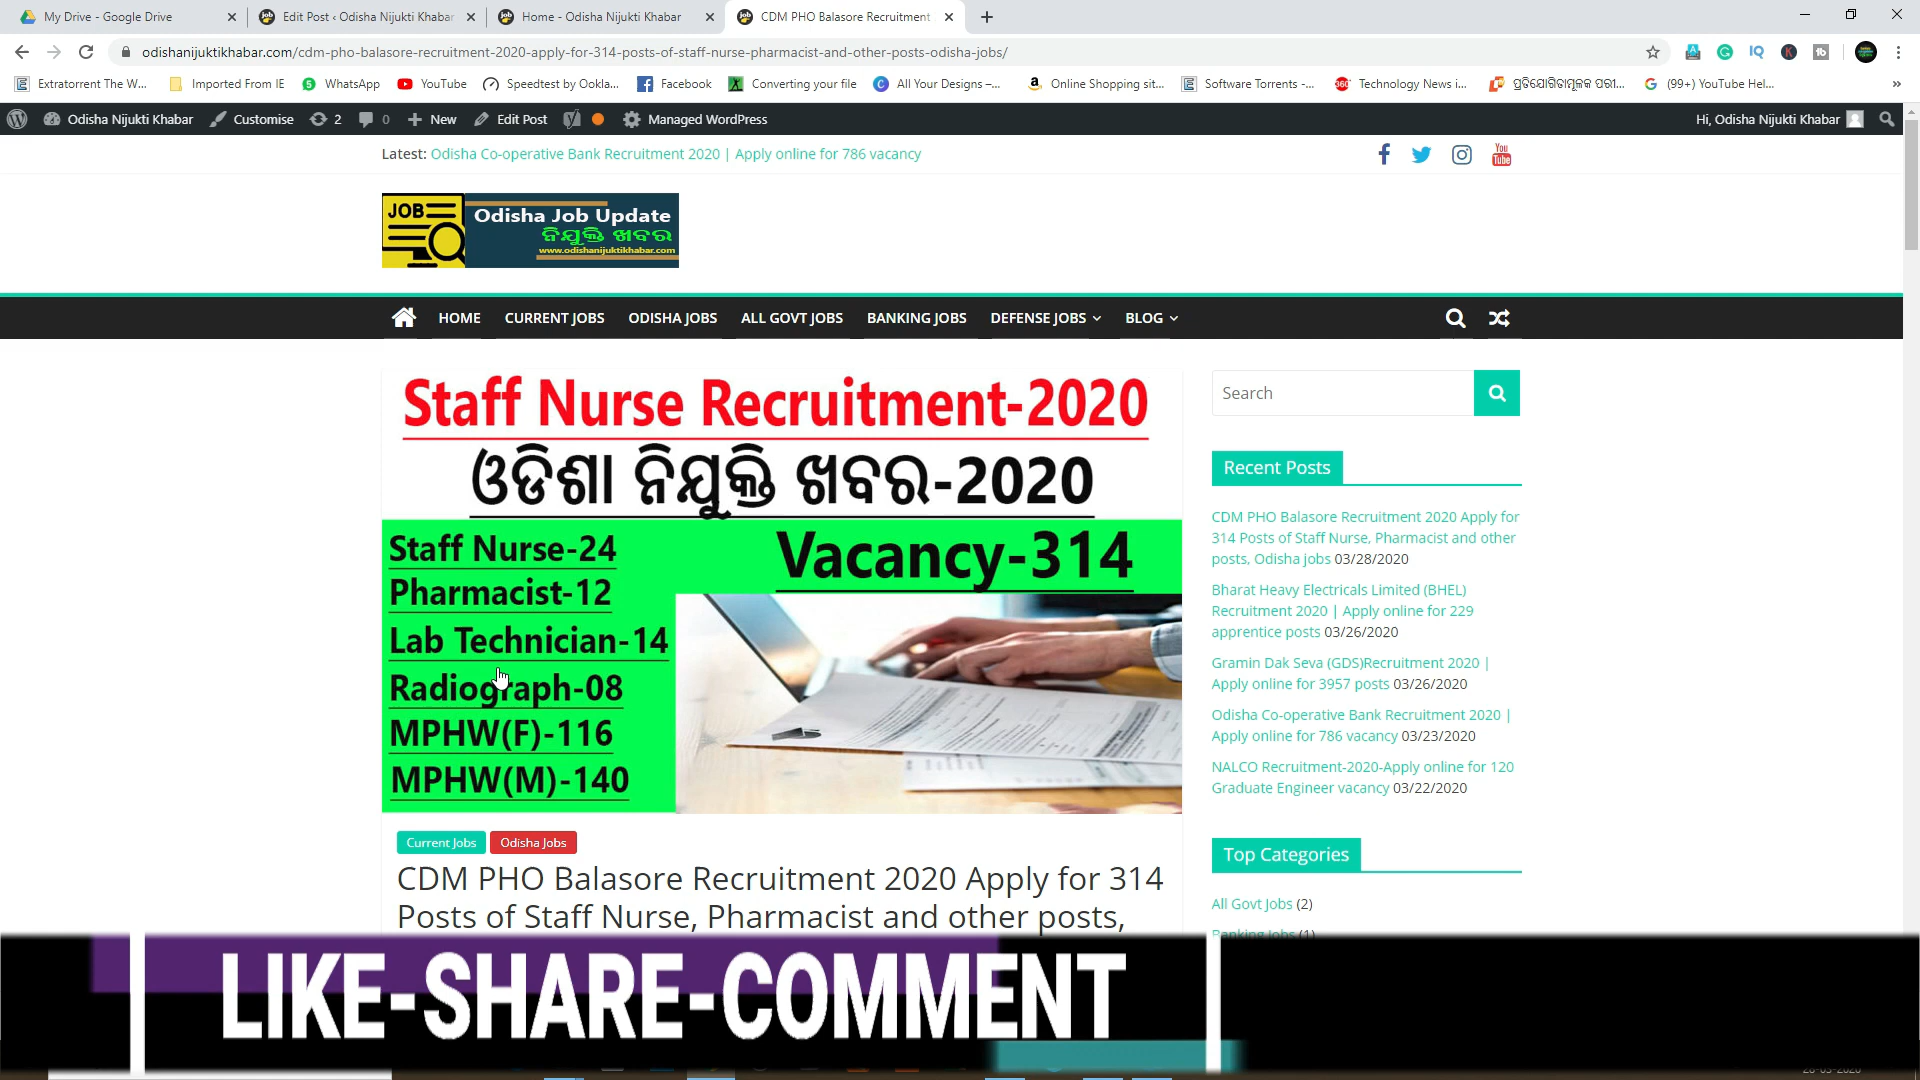 My Drive - Google Drive
Edit Post ‹ Odisha Nijukti Khabar
Home - Odisha Nijukti Khabar
CDM PHO Balasore Recruitment
odishanijuktikhabar.com/cdm-pho-balasore-recruitment-2020-apply-for-314-posts-of-staff-nurse-pharmacist-and-other-posts-odisha-jobs/
Extratorrent The W...
Imported From IE
WhatsApp
YouTube
Speedtest by Ookla...
Facebook
Converting your file
All Your Designs –...
Online Shopping sit...
Software Torrents -...
Technology News i...
ପ୍ରତିଯୋଗିତାମୂଳକ ପରୀ...
(99+) YouTube Hel...
»
Odisha Nijukti Khabar
Customise
2
0
New
Edit Post
Managed WordPress
Hi, Odisha Nijukti Khabar
Latest: Odisha Co-operative Bank Recruitment 2020 | Apply online for 786 vacancy
You Tube
JOB
Odisha Job Update
ନିଯୁକ୍ତି ଖବର
www.odishanijuktikhabar.com
HOME
CURRENT JOBS
ODISHA JOBS
ALL GOVT JOBS
BANKING JOBS
DEFENSE JOBS
BLOG
Staff Nurse Recruitment-2020
ଓଡିଶା ନିଯୁକ୍ତି ଖବର-2020
Vacancy-314
Staff Nurse-24
Pharmacist-12
Lab Technician-14
Radiograph-08
MPHW(F)-116
MPHW(M)-140
Current Jobs
Odisha Jobs
CDM PHO Balasore Recruitment 2020 Apply for 314
Posts of Staff Nurse, Pharmacist and other posts,
Search
Recent Posts
CDM PHO Balasore Recruitment 2020 Apply for
314 Posts of Staff Nurse, Pharmacist and other
posts, Odisha jobs 03/28/2020
Bharat Heavy Electricals Limited (BHEL)
Recruitment 2020 | Apply online for 229
apprentice posts 03/26/2020
Gramin Dak Seva (GDS)Recruitment 2020 |
Apply online for 3957 posts 03/26/2020
Odisha Co-operative Bank Recruitment 2020 |
Apply online for 786 vacancy 03/23/2020
NALCO Recruitment-2020-Apply online for 120
Graduate Engineer vacancy 03/22/2020
Top Categories
All Govt Jobs (2)
Banking Jobs (1)
LIKE-SHARE-COMMENT